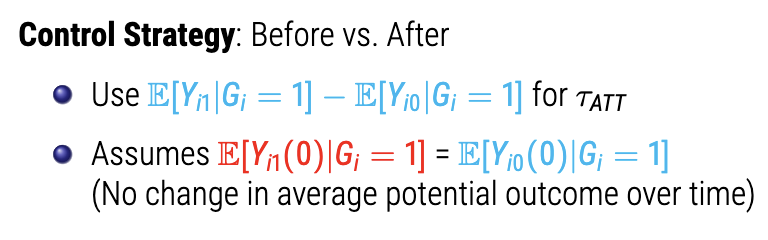 Control Strategy: Before vs. After
Use 𝔼[Yᵢ₁|Gᵢ = 1] − 𝔼[Yᵢ₀|Gᵢ = 1] for τ_ATT
Assumes 𝔼[Yᵢ₁(0)|Gᵢ = 1] = 𝔼[Yᵢ₀(0)|Gᵢ = 1]
(No change in average potential outcome over time)